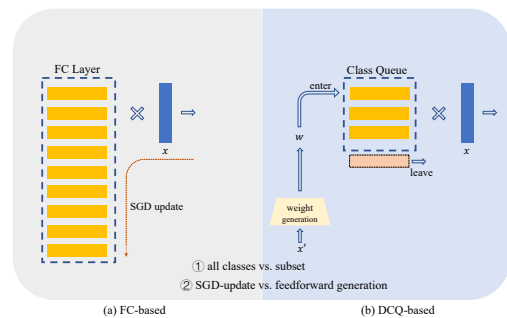 FC Layer
x
SGD update
Class Queue
enter
w
x
leave
weight
generation
x'
① all classes vs. subset
② SGD-update vs. feedforward generation
(a) FC-based
(b) DCQ-based